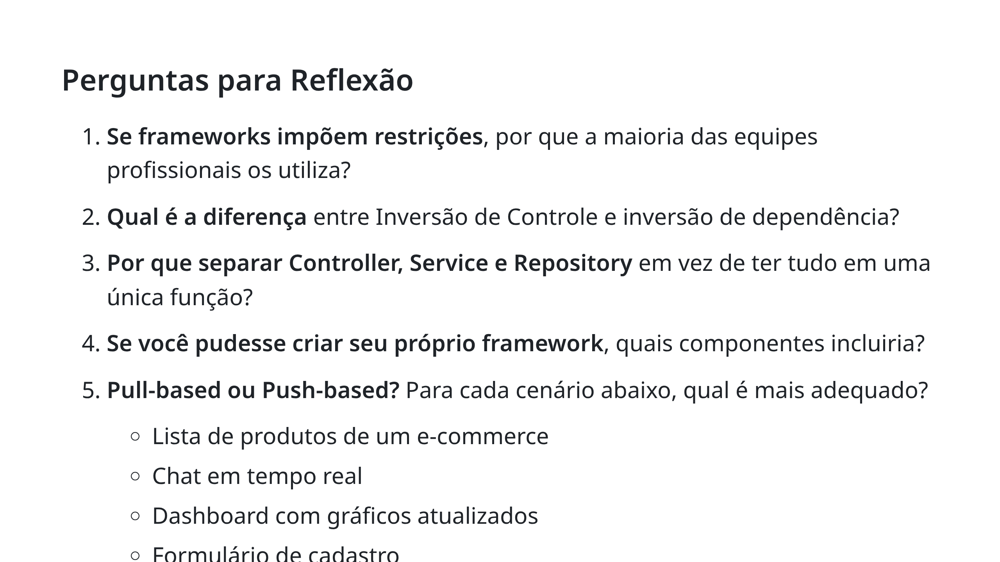 Perguntas para Reflexão
1. Se frameworks impõem restrições, por que a maioria das equipes
profissionais os utiliza?
2. Qual é a diferença entre Inversão de Controle e inversão de dependência?
3. Por que separar Controller, Service e Repository em vez de ter tudo em uma
única função?
4. Se você pudesse criar seu próprio framework, quais componentes incluiria?
5. Pull-based ou Push-based? Para cada cenário abaixo, qual é mais adequado?
○ Lista de produtos de um e-commerce
○ Chat em tempo real
○ Dashboard com gráficos atualizados
○ Formulário de cadastro